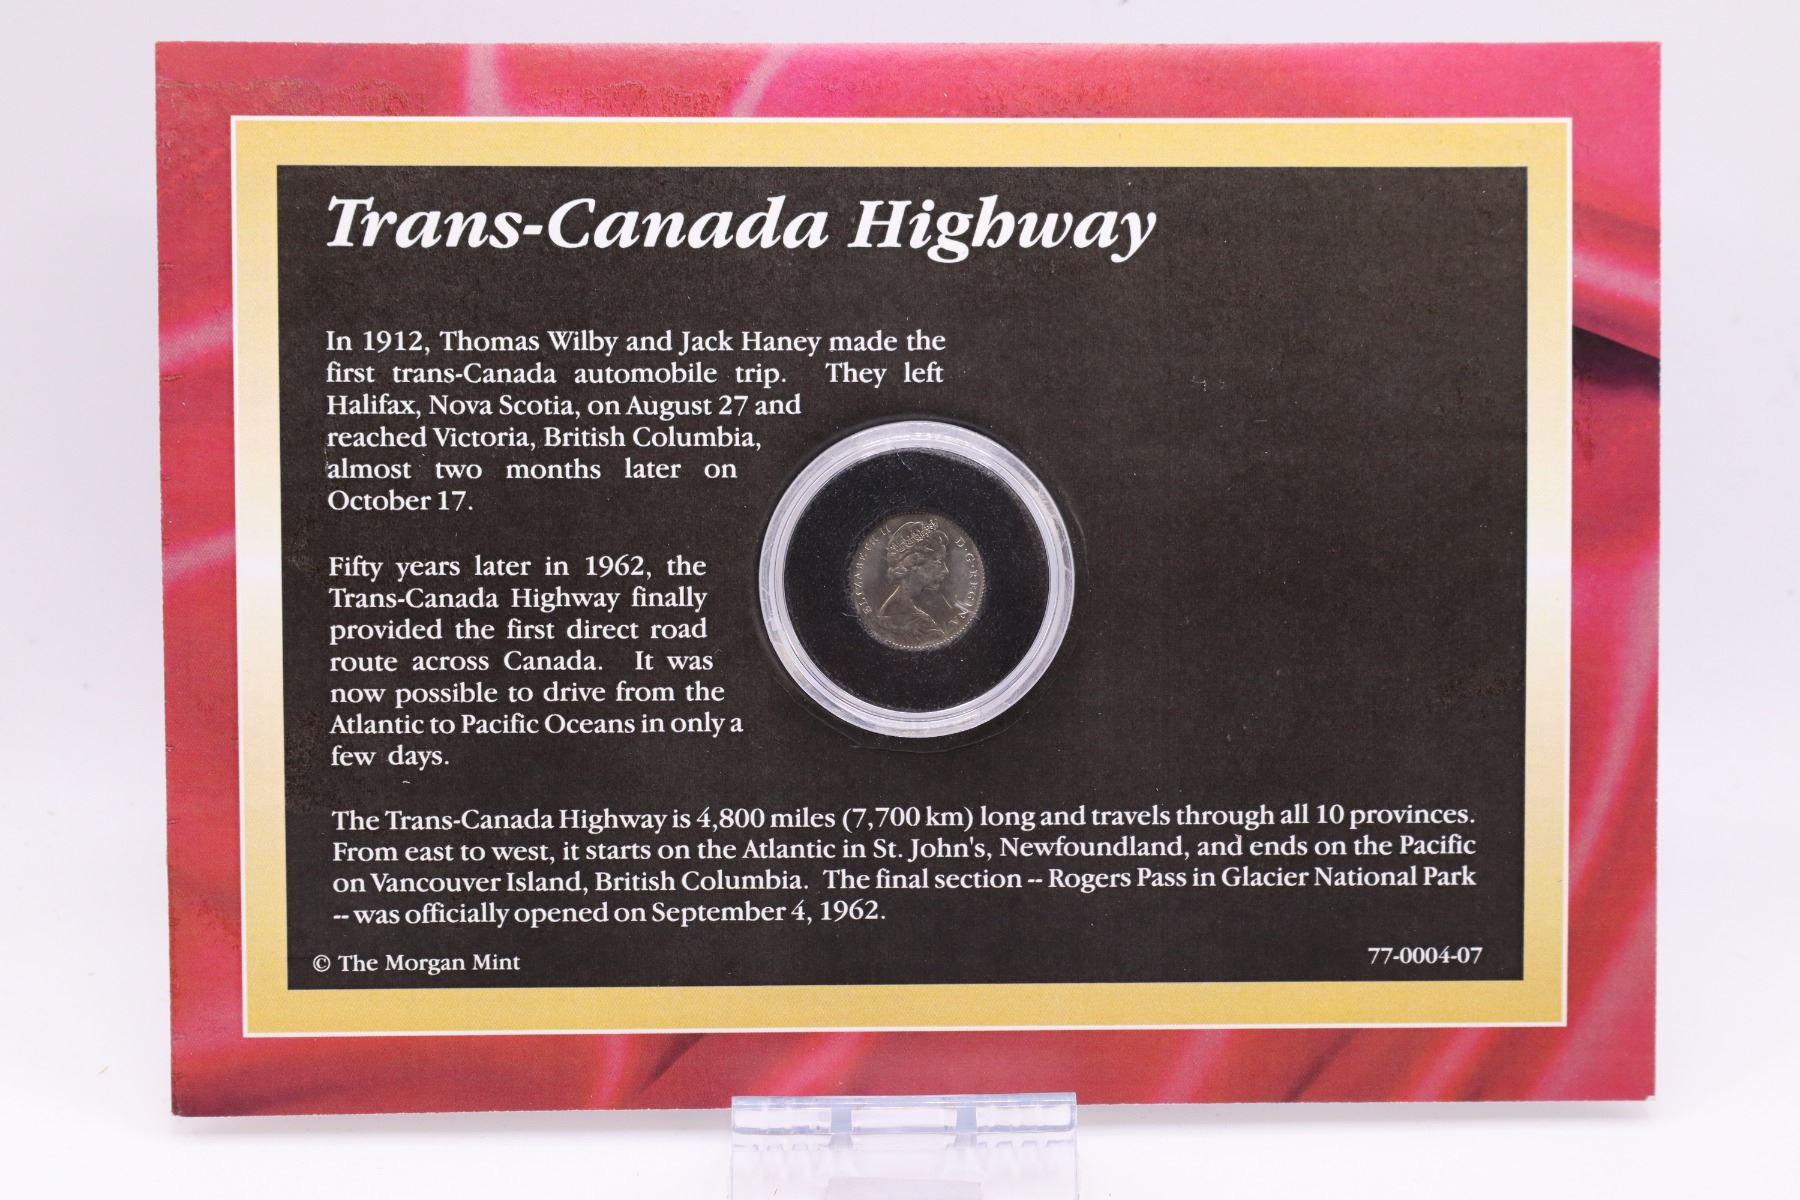 Trans-Canada Highway
In 1912, Thomas Wilby and Jack Haney made the
first trans-Canada automobile trip. They left
Halifax, Nova Scotia, on August 27 and
reached Victoria, British Columbia,
almost two months later on
October 17.
Fifty years later in 1962, the
Trans-Canada Highway finally
provided the first direct road
route across Canada. It was
now possible to drive from the
Atlantic to Pacific Oceans in only a
few days.
ELIZABETH II D·G·REGINA
The Trans-Canada Highway is 4,800 miles (7,700 km) long and travels through all 10 provinces.
From east to west, it starts on the Atlantic in St. John's, Newfoundland, and ends on the Pacific
on Vancouver Island, British Columbia. The final section -- Rogers Pass in Glacier National Park
-- was officially opened on September 4, 1962.
© The Morgan Mint
77-0004-07